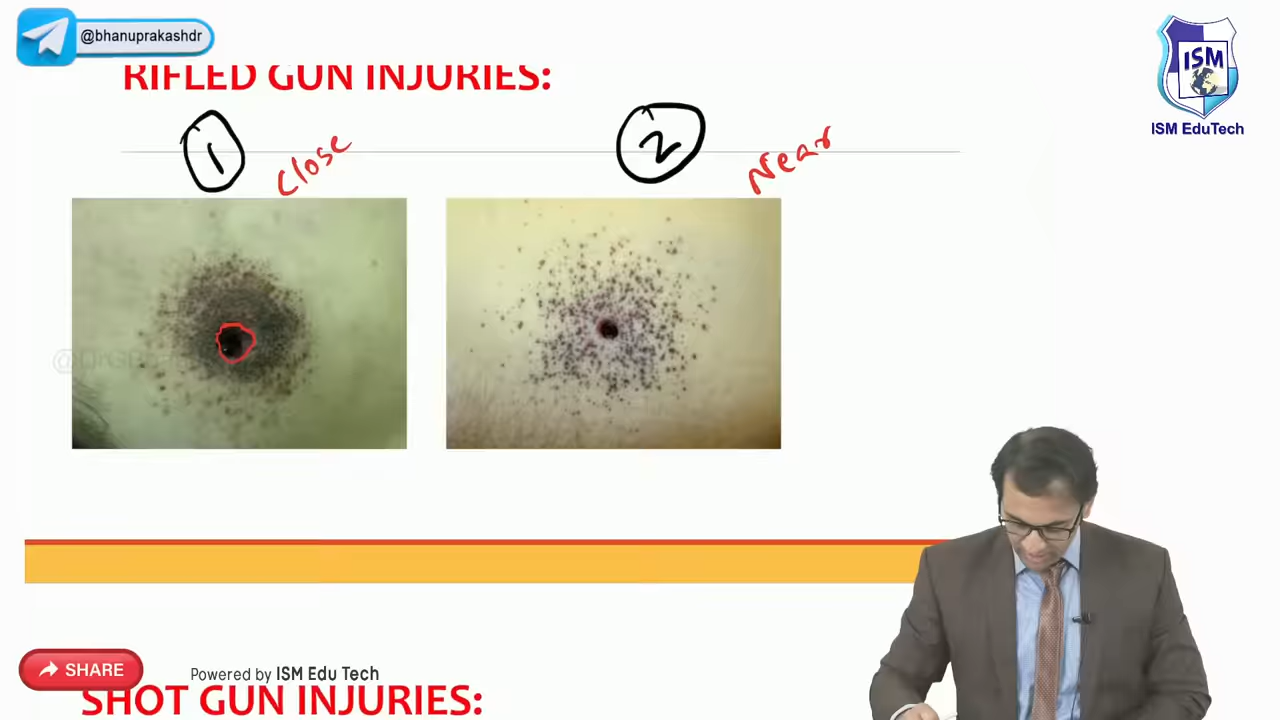 @bhanuprakashdr
ISM
ISM EduTech
RIFLED GUN INJURIES:
1
Close
2
Near
SHARE
Powered by ISM Edu Tech
SHOT GUN INJURIES: